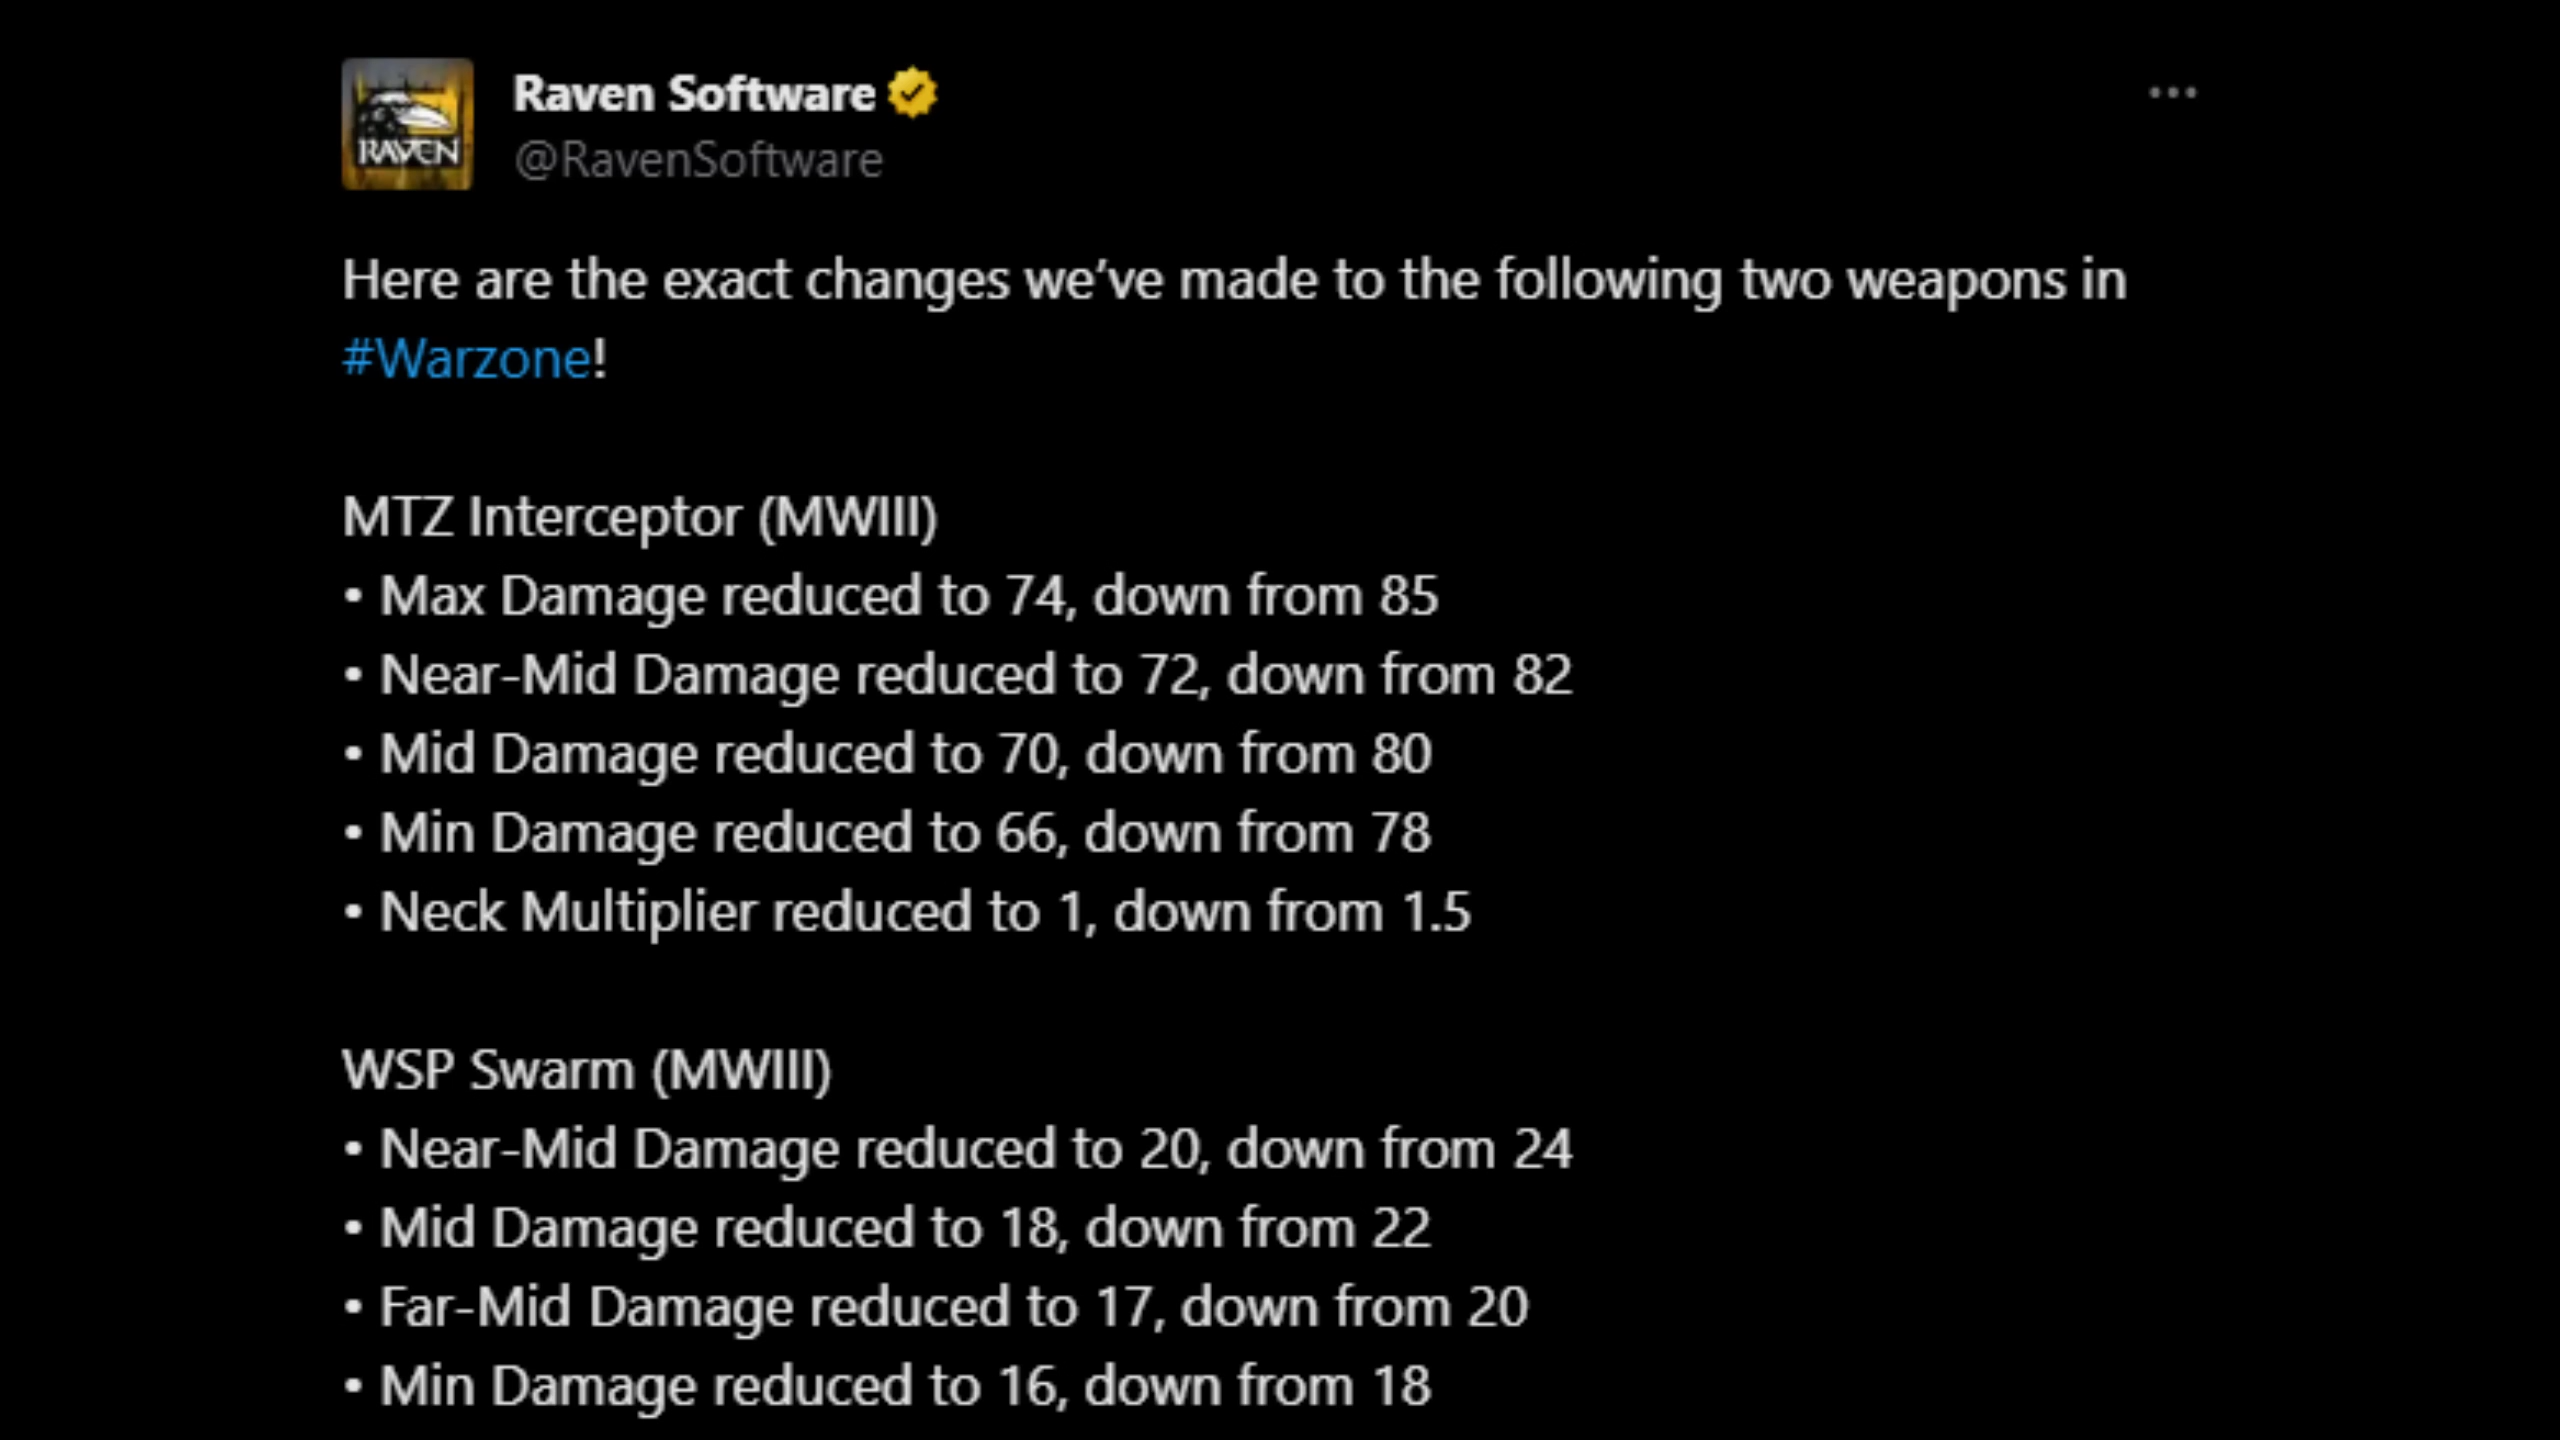 RAVEN
Raven Software
@RavenSoftware
Here are the exact changes we’ve made to the following two weapons in
#Warzone!
MTZ Interceptor (MWIII)
• Max Damage reduced to 74, down from 85
• Near-Mid Damage reduced to 72, down from 82
• Mid Damage reduced to 70, down from 80
• Min Damage reduced to 66, down from 78
• Neck Multiplier reduced to 1, down from 1.5
WSP Swarm (MWIII)
• Near-Mid Damage reduced to 20, down from 24
• Mid Damage reduced to 18, down from 22
• Far-Mid Damage reduced to 17, down from 20
• Min Damage reduced to 16, down from 18